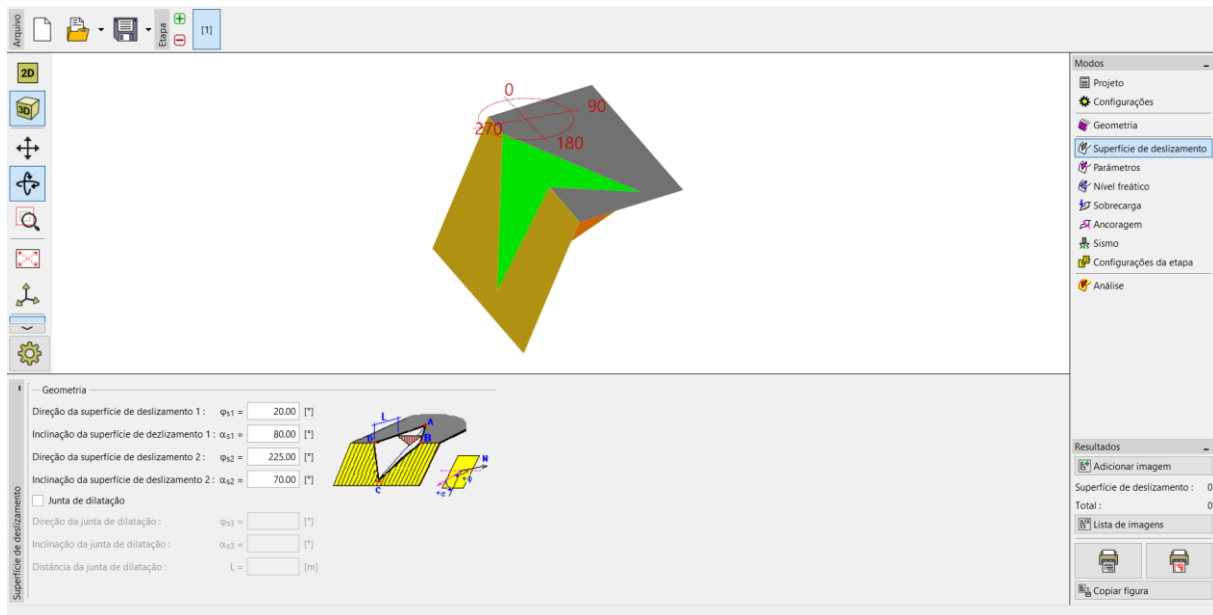 Arquivo
Etapa
[1]
2D
3D
0
90
270
180
Modos
Projeto
Configurações
Geometria
Superfície de deslizamento
Parâmetros
Nível freático
Sobrecarga
Ancoragem
Sismo
Configurações da etapa
Análise
Superfície de deslizamento
Geometria
Direção da superfície de deslizamento 1 : φs1 = 20.00 [°]
Inclinação da superfície de dezlizamento 1 : αs1 = 80.00 [°]
Direção da superfície de deslizamento 2 : φs2 = 225.00 [°]
Inclinação da superfície de dezlizamento 2 : αs2 = 70.00 [°]
Junta de dilatação
Direção da junta de dilatação : φs3 = [°]
Inclinação da junta de dilatação : αs3 = [°]
Distância da junta de dilatação : L = [m]
L
A
D
B
C
N
+ϕ
+α
Resultados
Adicionar imagem
Superfície de deslizamento : 0
Total : 0
Lista de imagens
Copiar figura